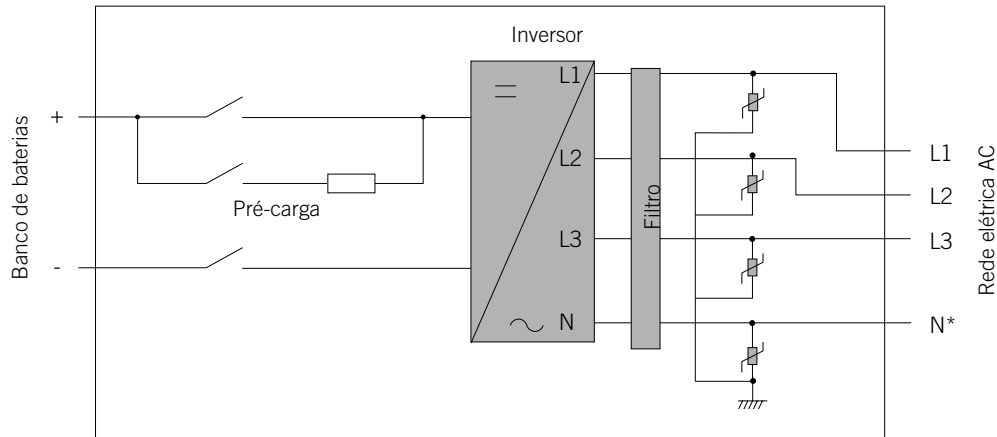 Inversor
Banco de baterias
+
-
Pré-carga
L1
L2
L3
N
Filtro
L1
L2
L3
N*
Rede elétrica AC